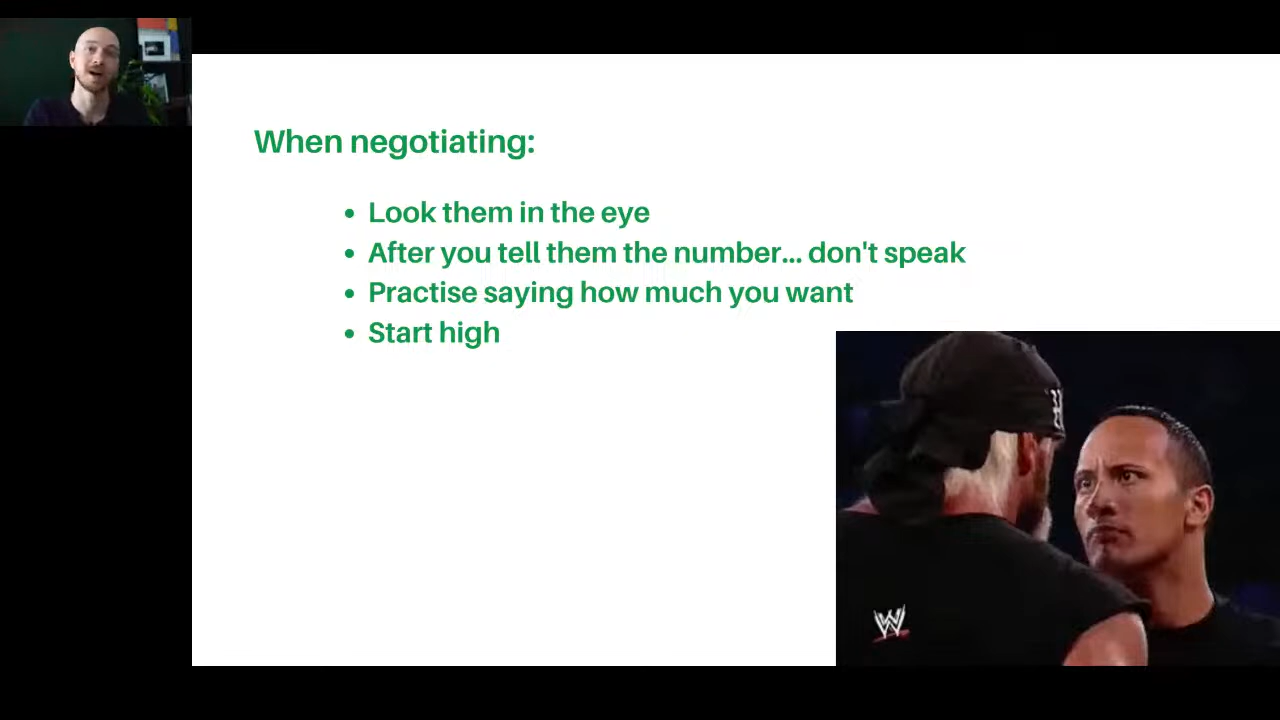 When negotiating:
• Look them in the eye
• After you tell them the number... don't speak
• Practise saying how much you want
• Start high
H
W